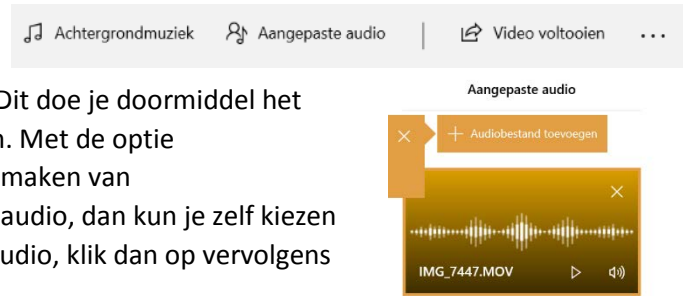 Achtergrondmuziek Aangepaste audio | Video voltooien ...
Dit doe je doormiddel het
n. Met de optie
maken van
audio, dan kun je zelf kiezen
udio, klik dan op vervolgens
Aangepaste audio
+ Audiobestand toevoegen
IMG_7447.MOV